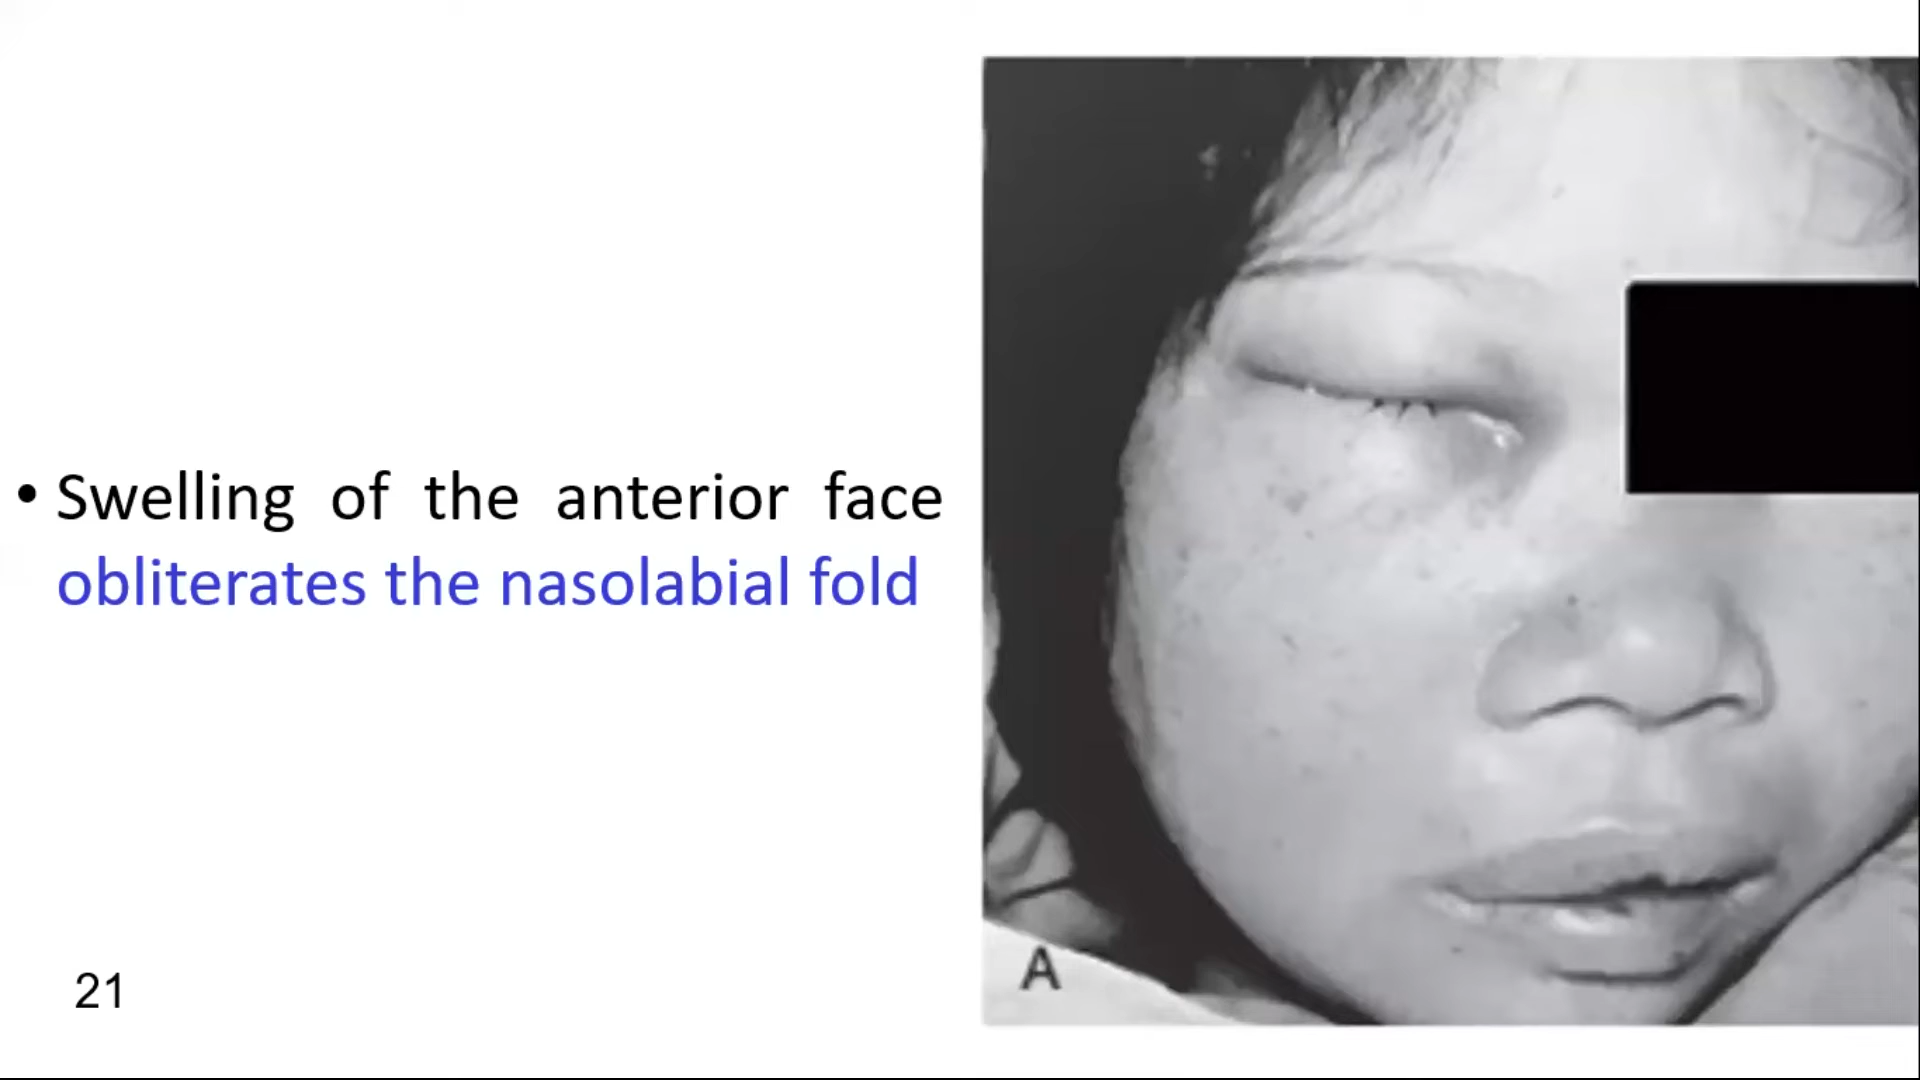 • Swelling of the anterior face
obliterates the nasolabial fold
21
A